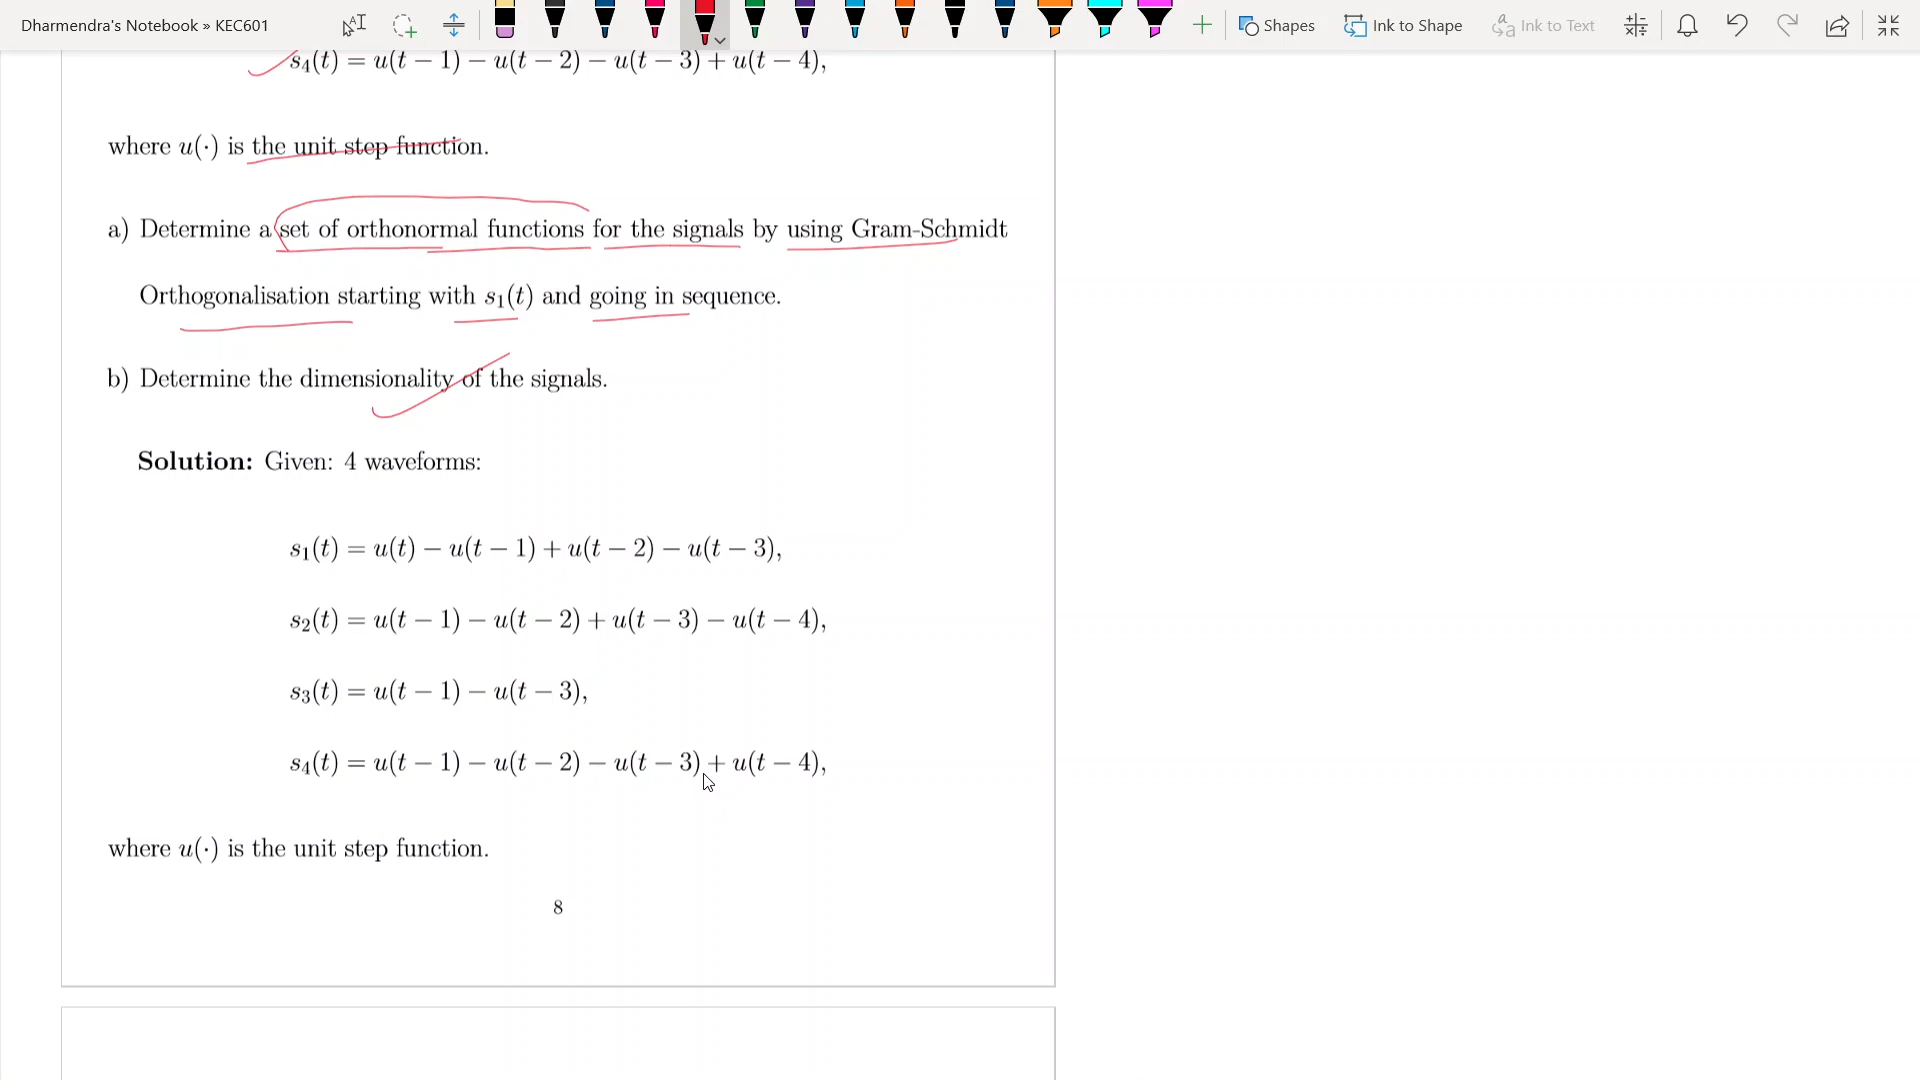 Dharmendra's Notebook » KEC601
Shapes
Ink to Shape
Ink to Text
s₄(t) = u(t − 1) − u(t − 2) − u(t − 3) + u(t − 4),
where u(·) is the unit step function.
a) Determine a set of orthonormal functions for the signals by using Gram-Schmidt
Orthogonalisation starting with s₁(t) and going in sequence.
b) Determine the dimensionality of the signals.
Solution: Given: 4 waveforms:
s₁(t) = u(t) − u(t − 1) + u(t − 2) − u(t − 3),
s₂(t) = u(t − 1) − u(t − 2) + u(t − 3) − u(t − 4),
s₃(t) = u(t − 1) − u(t − 3),
s₄(t) = u(t − 1) − u(t − 2) − u(t − 3) + u(t − 4),
where u(·) is the unit step function.
8